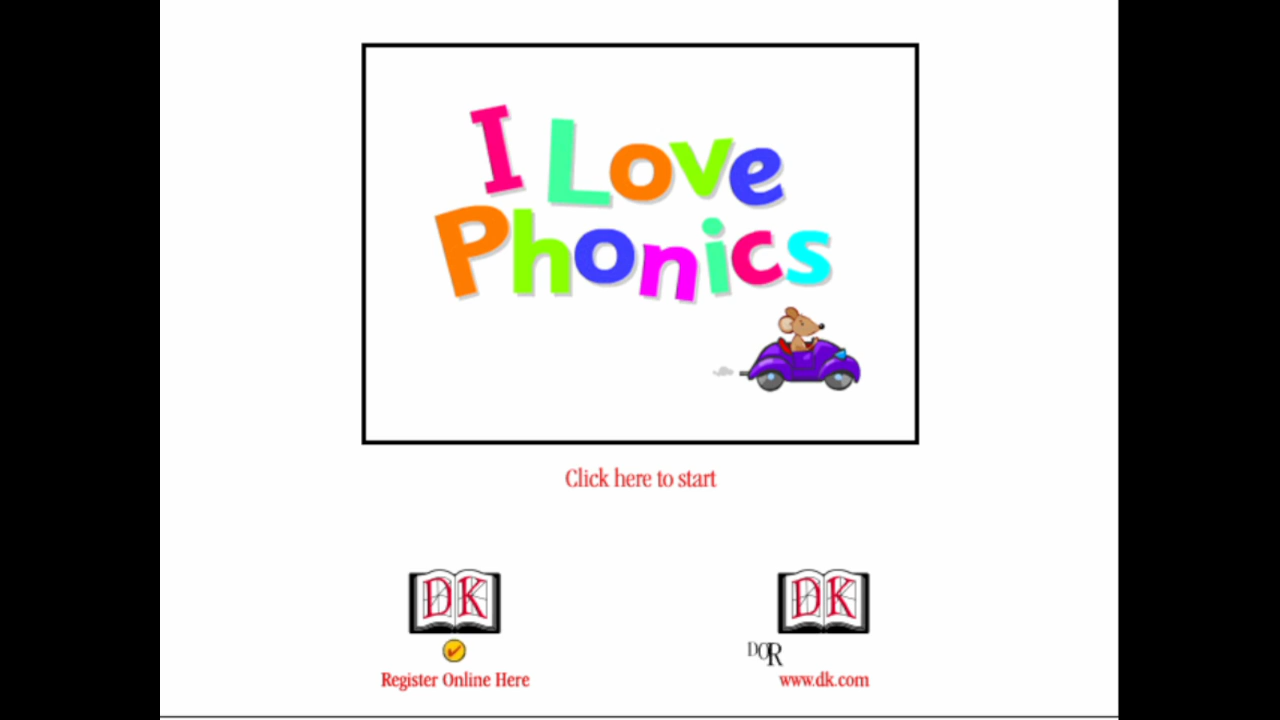 I Love
Phonics
Click here to start
DK
DK
DOR
Register Online Here
www.dk.com